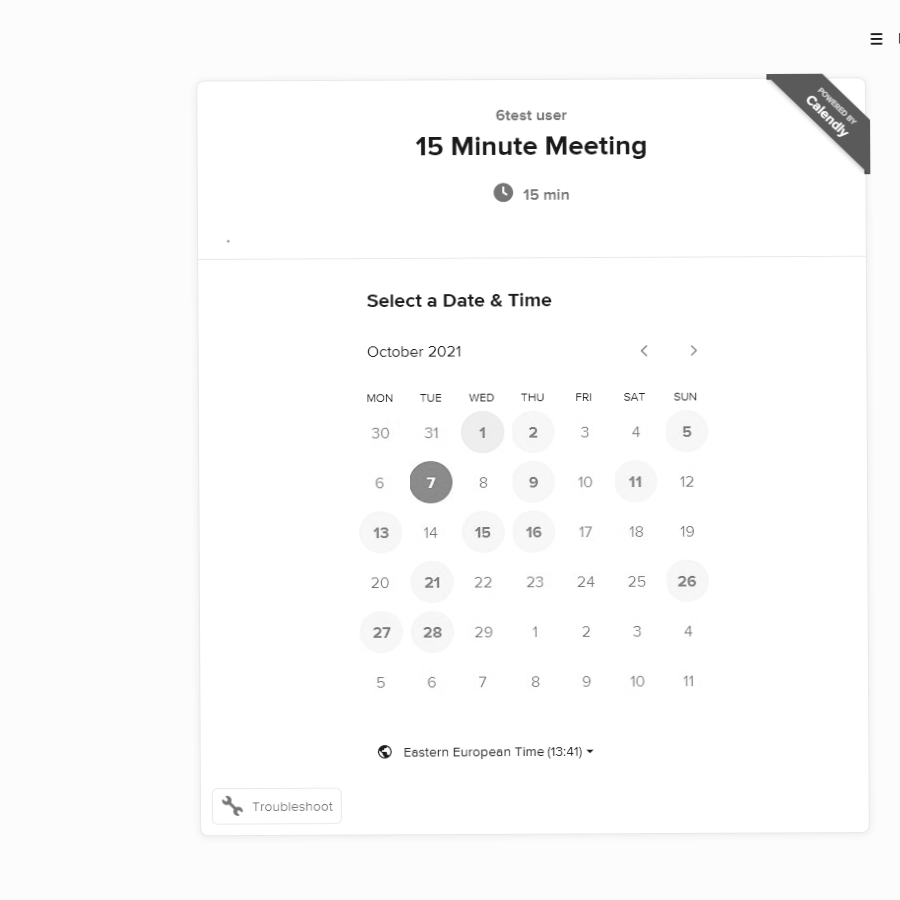 POWERED BY
Calendly
6test user
15 Minute Meeting
15 min
Select a Date & Time
October 2021
MON TUE WED THU FRI SAT SUN
30 31 1 2 3 4 5
6 7 8 9 10 11 12
13 14 15 16 17 18 19
20 21 22 23 24 25 26
27 28 29 1 2 3 4
5 6 7 8 9 10 11
Eastern European Time (13:41)
Troubleshoot